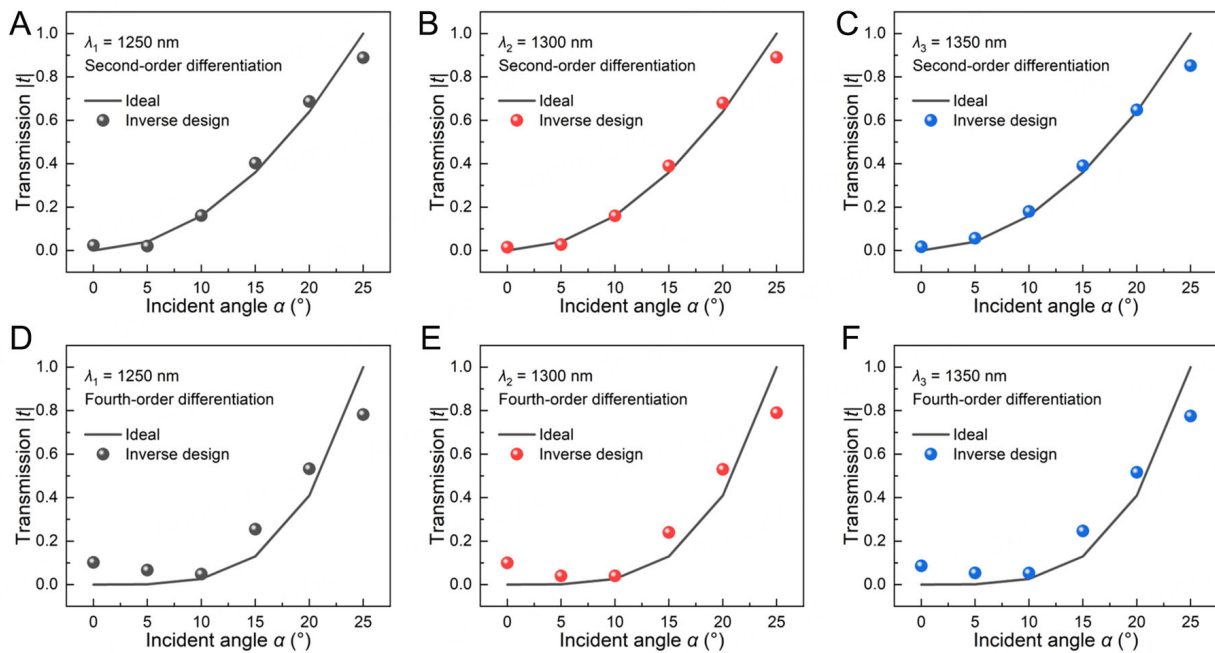 A
λ₁ = 1250 nm
Second-order differentiation
Ideal
Inverse design
Transmission |t|
1.0
0.8
0.6
0.4
0.2
0.0
0 5 10 15 20 25
Incident angle α (°)
B
λ₂ = 1300 nm
Second-order differentiation
Ideal
Inverse design
Transmission |t|
1.0
0.8
0.6
0.4
0.2
0.0
0 5 10 15 20 25
Incident angle α (°)
C
λ₃ = 1350 nm
Second-order differentiation
Ideal
Inverse design
Transmission |t|
1.0
0.8
0.6
0.4
0.2
0.0
0 5 10 15 20 25
Incident angle α (°)
D
λ₁ = 1250 nm
Fourth-order differentiation
Ideal
Inverse design
Transmission |t|
1.0
0.8
0.6
0.4
0.2
0.0
0 5 10 15 20 25
Incident angle α (°)
E
λ₂ = 1300 nm
Fourth-order differentiation
Ideal
Inverse design
Transmission |t|
1.0
0.8
0.6
0.4
0.2
0.0
0 5 10 15 20 25
Incident angle α (°)
F
λ₃ = 1350 nm
Fourth-order differentiation
Ideal
Inverse design
Transmission |t|
1.0
0.8
0.6
0.4
0.2
0.0
0 5 10 15 20 25
Incident angle α (°)